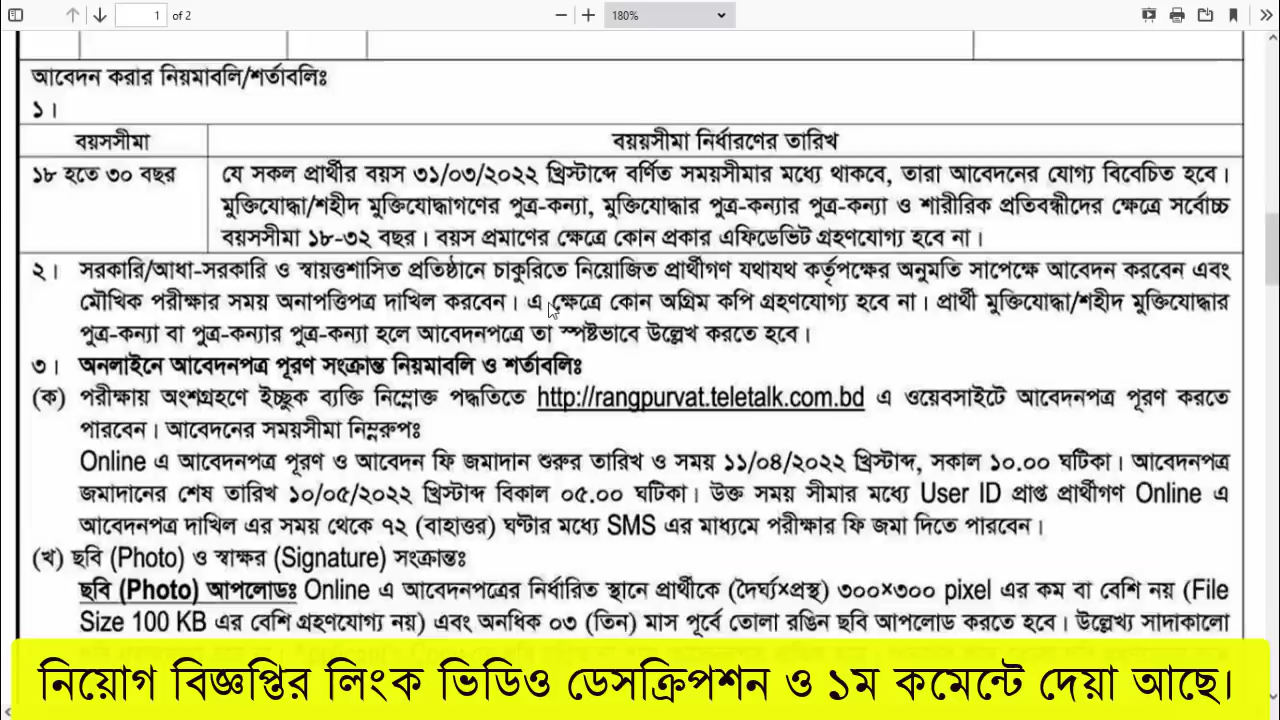 1 of 2 180%
আবেদন করার নিয়মাবলি/শর্তাবলিঃ
১।
বয়সসীমা বয়য়সীমা নির্ধারণের তারিখ
১৮ হতে ৩০ বছর যে সকল প্রার্থীর বয়স ৩১/০৩/২০২২ খ্রিস্টাব্দে বর্ণিত সময়সীমার মধ্যে থাকবে, তারা আবেদনের যোগ্য বিবেচিত হবে।
মুক্তিযোদ্ধা/শহীদ মুক্তিযোদ্ধাগণের পুত্র-কন্যা, মুক্তিযোদ্ধার পুত্র-কন্যার পুত্র-কন্যা ও শারীরিক প্রতিবন্ধীদের ক্ষেত্রে সর্বোচ্চ
বয়সসীমা ১৮-৩২ বছর। বয়স প্রমাণের ক্ষেত্রে কোন প্রকার এফিডেভিট গ্রহণযোগ্য হবে না।
২। সরকারি/আধা-সরকারি ও স্বায়ত্তশাসিত প্রতিষ্ঠানে চাকুরিতে নিয়োজিত প্রার্থীগণ যথাযথ কর্তৃপক্ষের অনুমতি সাপেক্ষে আবেদন করবেন এবং
মৌখিক পরীক্ষার সময় অনাপত্তিপত্র দাখিল করবেন। এ ক্ষেত্রে কোন অগ্রিম কপি গ্রহণযোগ্য হবে না। প্রার্থী মুক্তিযোদ্ধা/শহীদ মুক্তিযোদ্ধার
পুত্র-কন্যা বা পুত্র-কন্যার পুত্র-কন্যা হলে আবেদনপত্রে তা স্পষ্টভাবে উল্লেখ করতে হবে।
৩। অনলাইনে আবেদনপত্র পূরণ সংক্রান্ত নিয়মাবলি ও শর্তাবলিঃ
(ক) পরীক্ষায় অংশগ্রহণে ইচ্ছুক ব্যক্তি নিম্নোক্ত পদ্ধতিতে http://rangpurvat.teletalk.com.bd এ ওয়েবসাইটে আবেদনপত্র পূরণ করতে
পারবেন। আবেদনের সময়সীমা নিম্নরুপঃ
Online এ আবেদনপত্র পূরণ ও আবেদন ফি জমাদান শুরুর তারিখ ও সময় ১১/০৪/২০২২ খ্রিস্টাব্দ, সকাল ১০.০০ ঘটিকা। আবেদনপত্র
জমাদানের শেষ তারিখ ১০/০৫/২০২২ খ্রিস্টাব্দ বিকাল ০৫.০০ ঘটিকা। উক্ত সময় সীমার মধ্যে User ID প্রাপ্ত প্রার্থীগণ Online এ
আবেদনপত্র দাখিল এর সময় থেকে ৭২ (বাহাত্তর) ঘণ্টার মধ্যে SMS এর মাধ্যমে পরীক্ষার ফি জমা দিতে পারবেন।
(খ) ছবি (Photo) ও স্বাক্ষর (Signature) সংক্রান্তঃ
ছবি (Photo) আপলোডঃ Online এ আবেদনপত্রের নির্ধারিত স্থানে প্রার্থীকে (দৈর্ঘ্য×প্রস্থ) ৩০০×৩০০ pixel এর কম বা বেশি নয় (File
Size 100 KB এর বেশি গ্রহণযোগ্য নয়) এবং অনধিক ০৩ (তিন) মাস পূর্বে তোলা রঙিন ছবি আপলোড করতে হবে। উল্লেখ্য সাদাকালো
নিয়োগ বিজ্ঞপ্তির লিংক ভিডিও ডেসক্রিপশন ও ১ম কমেন্টে দেয়া আছে।